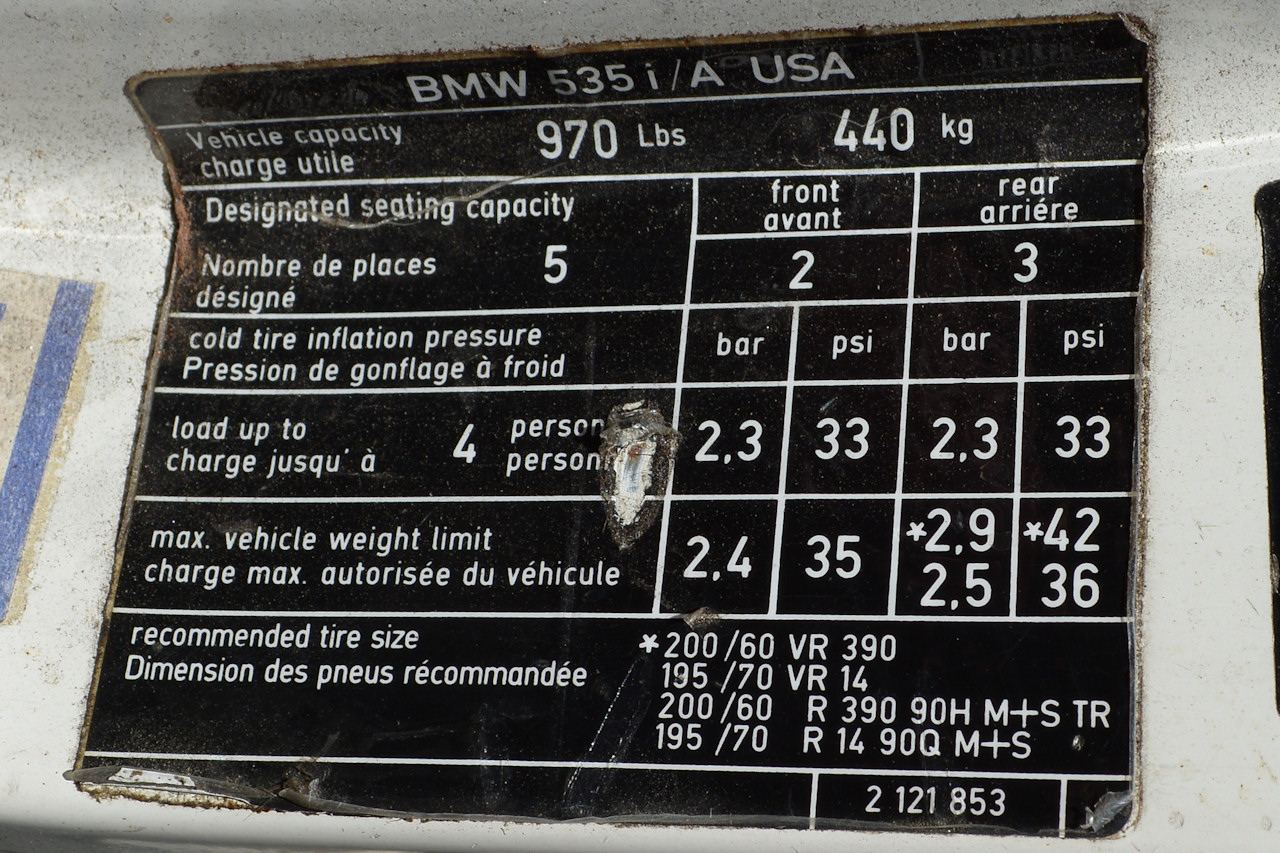 BMW 535 i / A USA
Vehicle capacity 970 Lbs 440 kg
charge utile
Designated seating capacity front rear
avant arriére
Nombre de places 5 2 3
désigné
cold tire inflation pressure bar psi bar psi
Pression de gonflage à froid
load up to 4 2,3 33 2,3 33
charge jusqu' à
max. vehicle weight limit *2,9 *42
charge max. autorisée du véhicule 2,4 35 2,5 36
recommended tire size *200 /60 VR 390
Dimension des pneus récommandée 195 /70 VR 14
200 /60 R 390 90H M+S TR
195 /70 R 14 90Q M+S
2 121 853